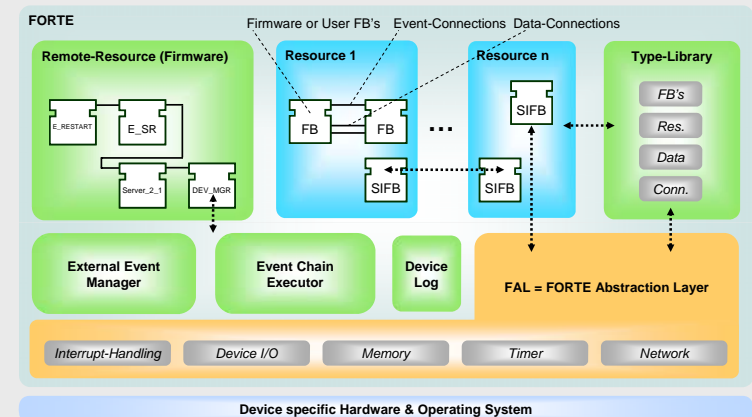 FORTE
Firmware or User FB's Event-Connections Data-Connections
Remote-Resource (Firmware)
Resource 1
Resource n
Type-Library
E_RESTART
E_SR
Server_2_1
DEV_MGR
FB
FB
SIFB
...
SIFB
SIFB
FB's
Res.
Data
Conn.
External Event
Manager
Event Chain
Executor
Device
Log
FAL = FORTE Abstraction Layer
Interrupt-Handling
Device I/O
Memory
Timer
Network
Device specific Hardware & Operating System